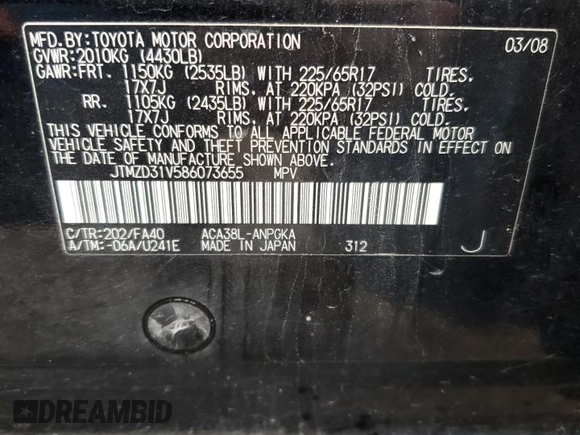 MFD.BY:TOYOTA MOTOR CORPORATION 03/08
GVWR:2010KG (4430LB)
GAWR:FRT. 1150KG (2535LB) WITH 225/65R17 TIRES,
17X7J RIMS, AT 220KPA (32PSI) COLD.
RR. 1105KG (2435LB) WITH 225/65R17 TIRES,
17X7J RIMS, AT 220KPA (32PSI) COLD.
THIS VEHICLE CONFORMS TO ALL APPLICABLE FEDERAL MOTOR
VEHICLE SAFETY AND THEFT PREVENTION STANDARDS IN EFFECT ON
THE DATE OF MANUFACTURE SHOWN ABOVE.
JTMZD31V586073655 MPV
C/TR:202/FA40 ACA38L-ANPGKA
A/TM:-06A/U241E MADE IN JAPAN 312 J
DREAMBID